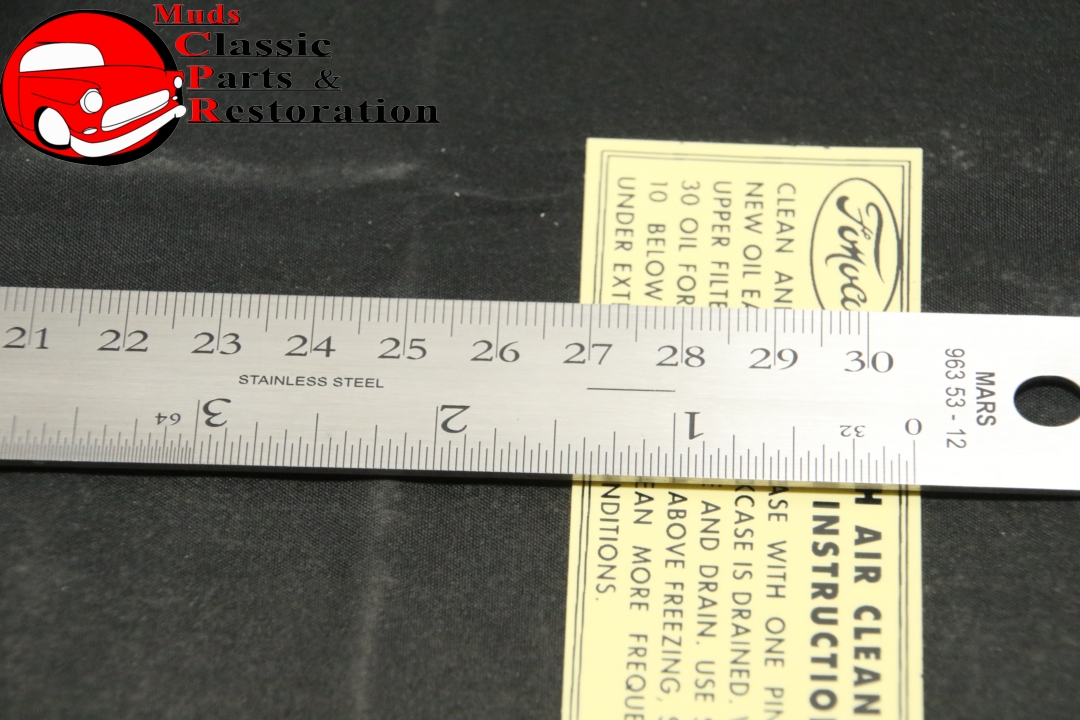 Muds
Classic
Parts &
Restoration
FoMoCo
H AIR CLEAN
INSTRUCTIO
CLEAN AN
ASE WITH ONE PIN
NEW OIL EA
CCASE IS DRAINED.
UPPER FILTE
AND DRAIN. USE
30 OIL FOR
ABOVE FREEZING,
10 BELOW
EAN MORE FREQUE
UNDER EXT
NDITIONS.
21 22 23 24 25 26 27 28 29 30
STAINLESS STEEL
MARS
963 53 - 12
64 3 2 1 32 0